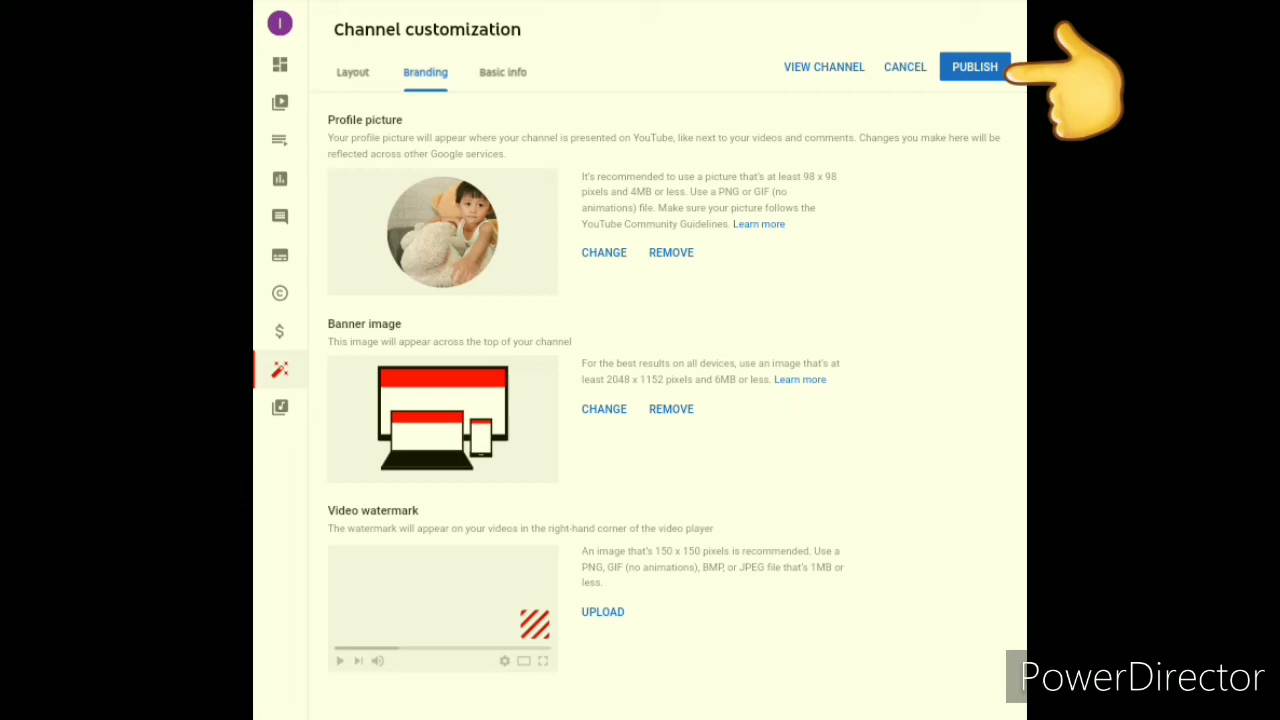 I
Channel customization
Layout Branding Basic info
VIEW CHANNEL CANCEL PUBLISH
Profile picture
Your profile picture will appear where your channel is presented on YouTube, like next to your videos and comments. Changes you make here will be
reflected across other Google services.
It's recommended to use a picture that's at least 98 x 98
pixels and 4MB or less. Use a PNG or GIF (no
animations) file. Make sure your picture follows the
YouTube Community Guidelines. Learn more
CHANGE REMOVE
Banner image
This image will appear across the top of your channel
For the best results on all devices, use an image that's at
least 2048 x 1152 pixels and 6MB or less. Learn more
CHANGE REMOVE
Video watermark
The watermark will appear on your videos in the right-hand corner of the video player
An image that's 150 x 150 pixels is recommended. Use a
PNG, GIF (no animations), BMP, or JPEG file that's 1MB or
less.
UPLOAD
PowerDirector